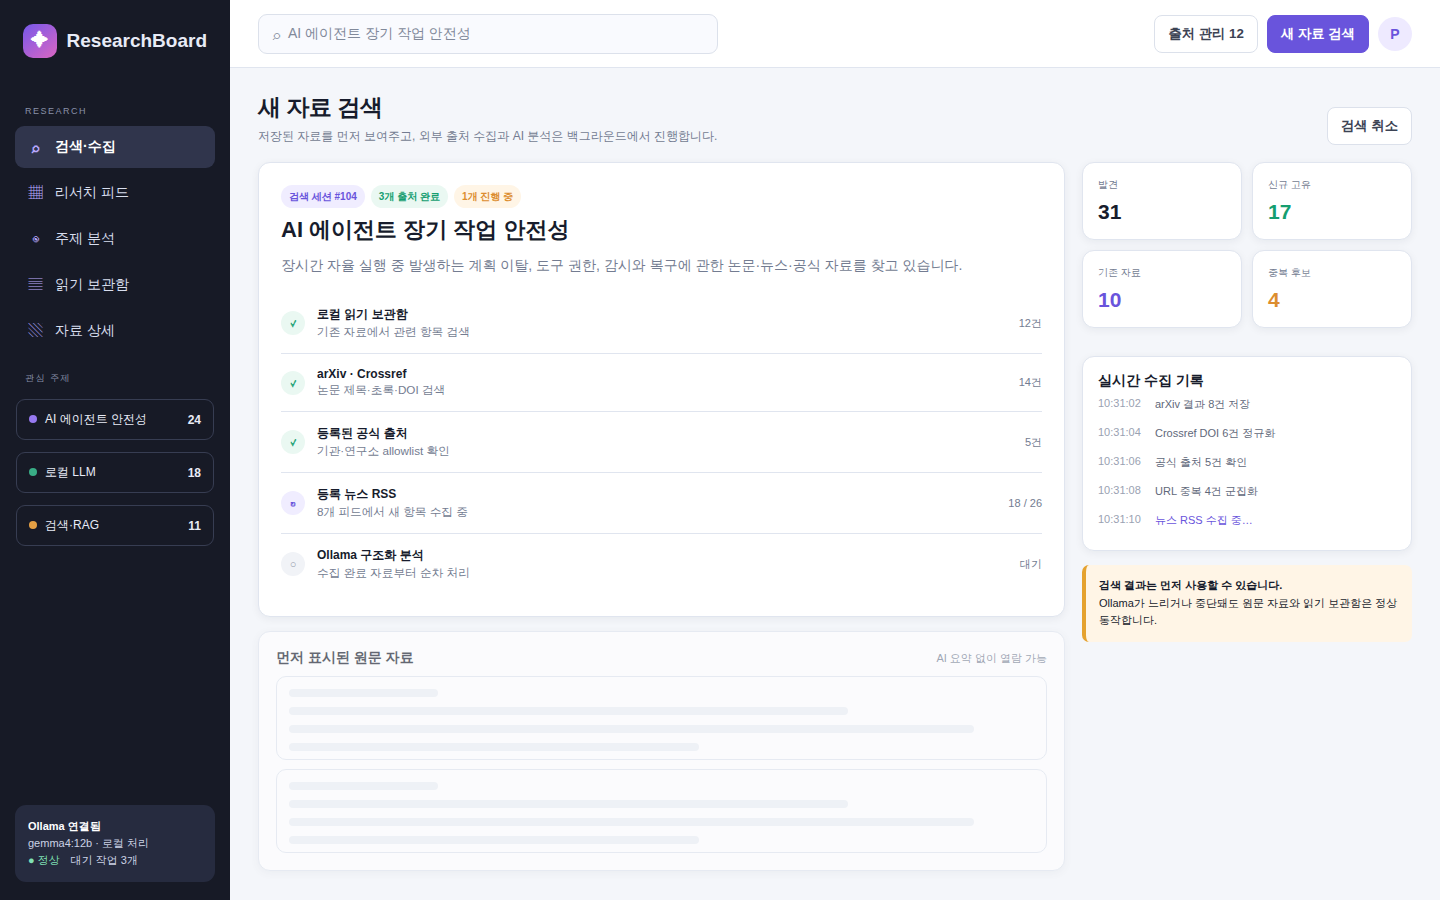 ResearchBoard
RESEARCH
검색·수집
리서치 피드
주제 분석
읽기 보관함
자료 상세
관심 주제
AI 에이전트 안전성 24
로컬 LLM 18
검색·RAG 11
Ollama 연결됨
gemma4:12b · 로컬 처리
● 정상 대기 작업 3개
AI 에이전트 장기 작업 안전성
출처 관리 12
새 자료 검색
P
새 자료 검색
저장된 자료를 먼저 보여주고, 외부 출처 수집과 AI 분석은 백그라운드에서 진행합니다.
검색 취소
검색 세션 #104 3개 출처 완료 1개 진행 중
AI 에이전트 장기 작업 안전성
장시간 자율 실행 중 발생하는 계획 이탈, 도구 권한, 감시와 복구에 관한 논문·뉴스·공식 자료를 찾고 있습니다.
로컬 읽기 보관함
기존 자료에서 관련 항목 검색
12건
arXiv · Crossref
논문 제목·초록·DOI 검색
14건
등록된 공식 출처
기관·연구소 allowlist 확인
5건
등록 뉴스 RSS
8개 피드에서 새 항목 수집 중
18 / 26
Ollama 구조화 분석
수집 완료 자료부터 순차 처리
대기
먼저 표시된 원문 자료
AI 요약 없이 열람 가능
발견
31
신규 고유
17
기존 자료
10
중복 후보
4
실시간 수집 기록
10:31:02 arXiv 결과 8건 저장
10:31:04 Crossref DOI 6건 정규화
10:31:06 공식 출처 5건 확인
10:31:08 URL 중복 4건 군집화
10:31:10 뉴스 RSS 수집 중…
검색 결과는 먼저 사용할 수 있습니다.
Ollama가 느리거나 중단돼도 원문 자료와 읽기 보관함은 정상
동작합니다.